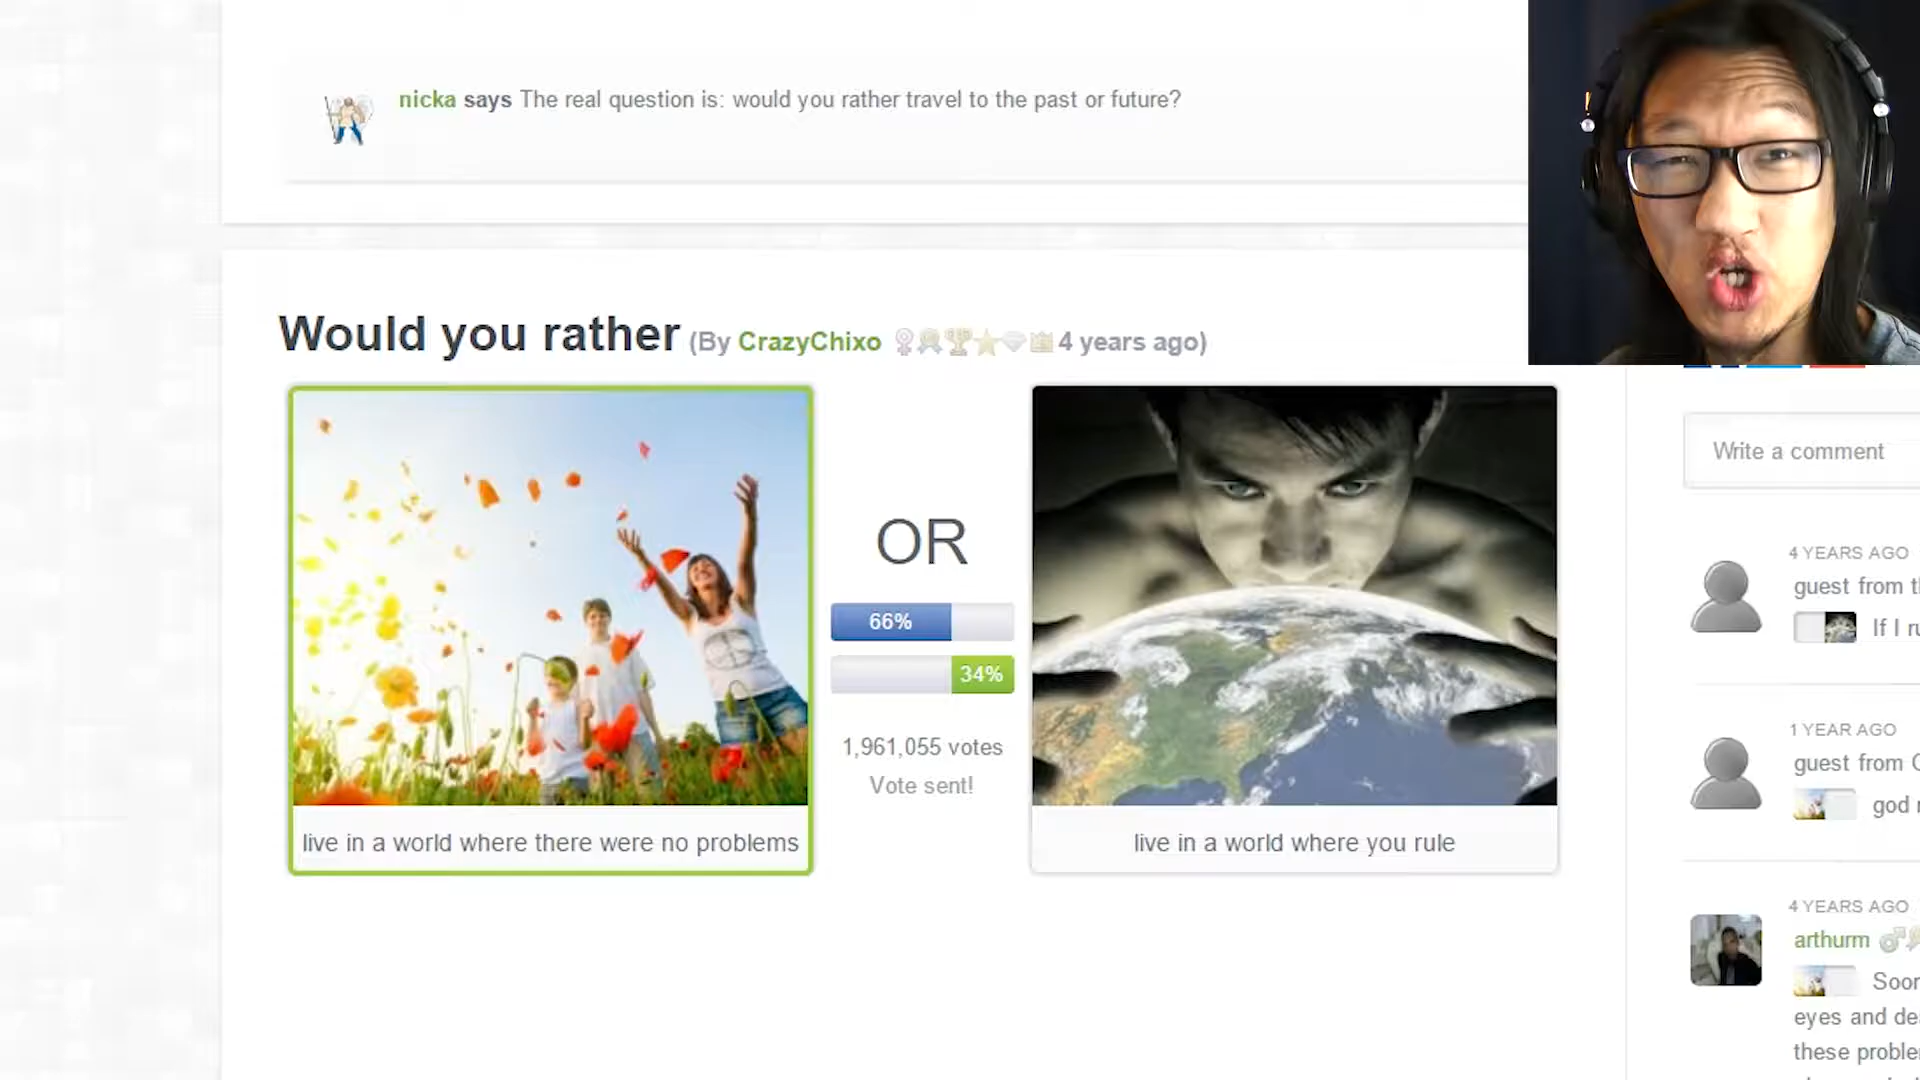 nicka says The real question is: would you rather travel to the past or future?
Would you rather (By CrazyChixo 4 years ago)
OR
66%
34%
1,961,055 votes
Vote sent!
live in a world where there were no problems
live in a world where you rule
Write a comment
4 YEARS AGO
guest from
If I
1 YEAR AGO
guest from
god
4 YEARS AGO
arthurm
eyes and
these